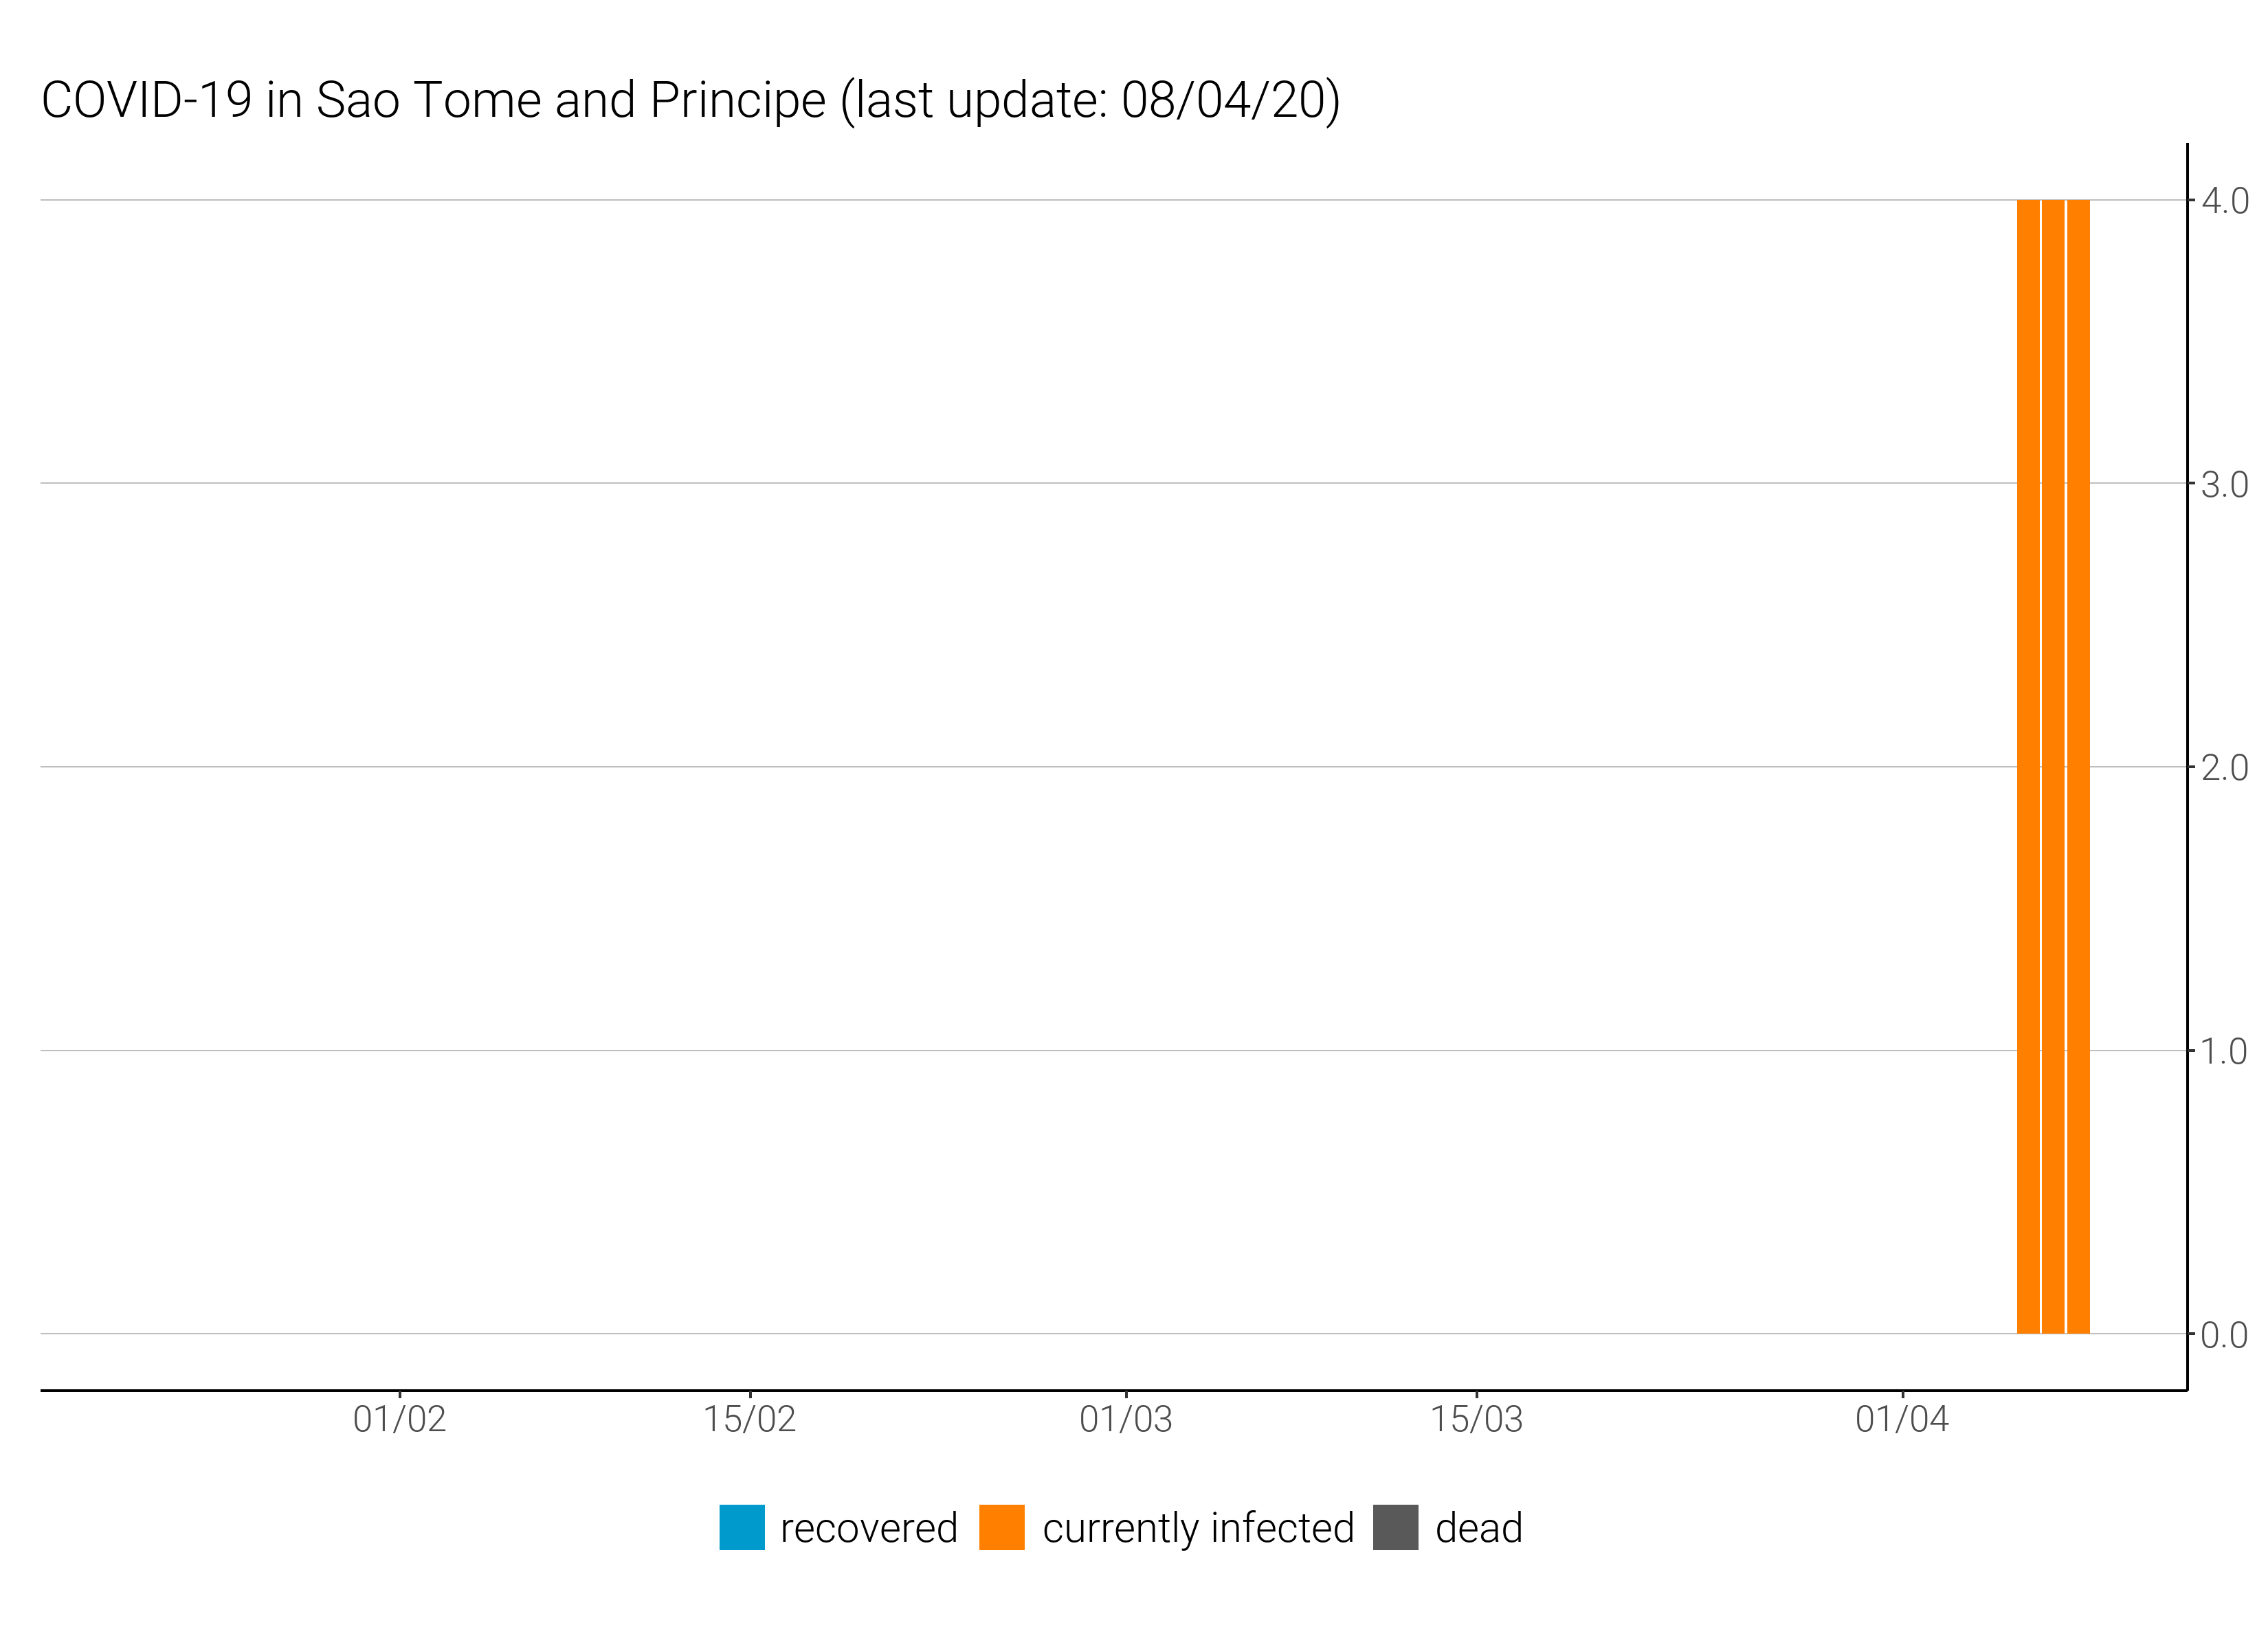 COVID-19 in Sao Tome and Principe (last update: 08/04/20)
4.0
3.0
2.0
1.0
0.0
01/02 15/02 01/03 15/03 01/04
recovered currently infected dead